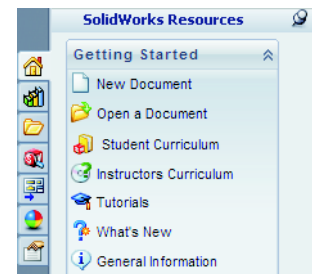 SolidWorks Resources
Getting Started
New Document
Open a Document
Student Curriculum
Instructors Curriculum
Tutorials
What's New
General Information